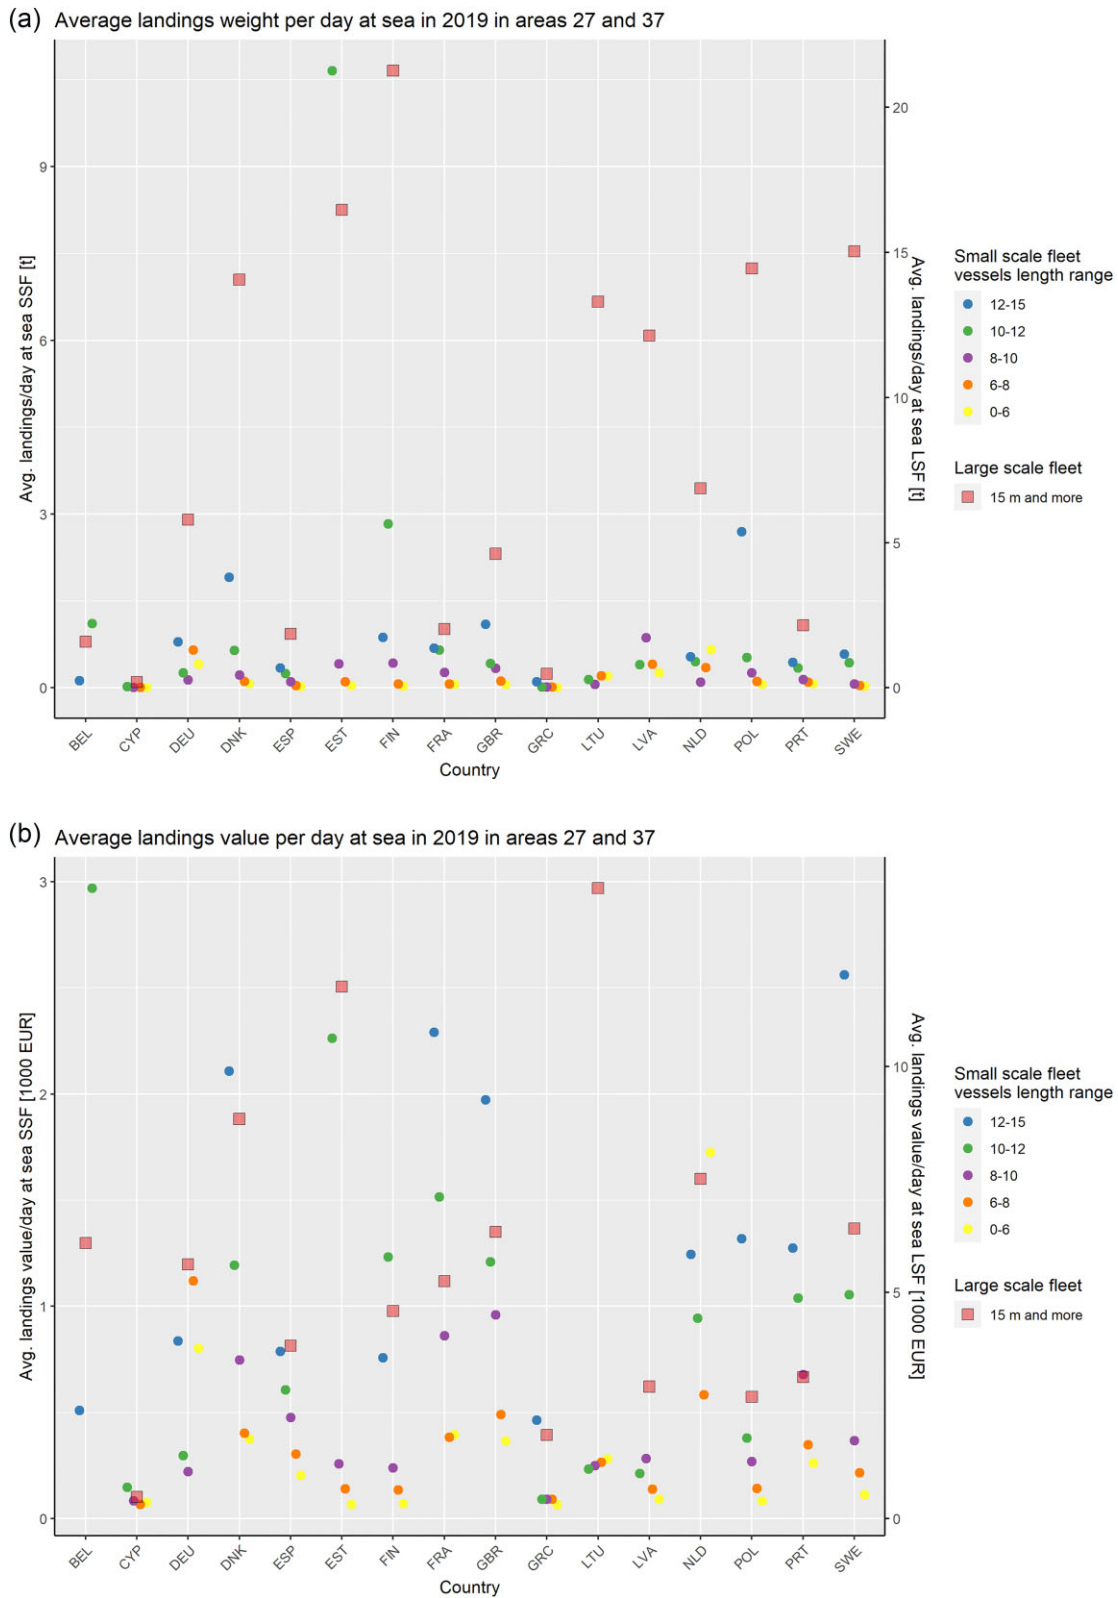 (a) Average landings weight per day at sea in 2019 in areas 27 and 37
Avg. landings/day at sea SSF [t]
9
6
3
0
20
15
10
5
0
Avg. landings/day at sea LSF [t]
BEL CYP DEU DNK ESP EST FIN FRA GBR GRC LTU LVA NLD POL PRT SWE
Country
Small scale fleet
vessels length range
12-15
10-12
8-10
6-8
0-6
Large scale fleet
15 m and more
(b) Average landings value per day at sea in 2019 in areas 27 and 37
Avg. landings value/day at sea SSF [1000 EUR]
3
2
1
0
10
5
0
Avg. landings value/day at sea LSF [1000 EUR]
BEL CYP DEU DNK ESP EST FIN FRA GBR GRC LTU LVA NLD POL PRT SWE
Country
Small scale fleet
vessels length range
12-15
10-12
8-10
6-8
0-6
Large scale fleet
15 m and more